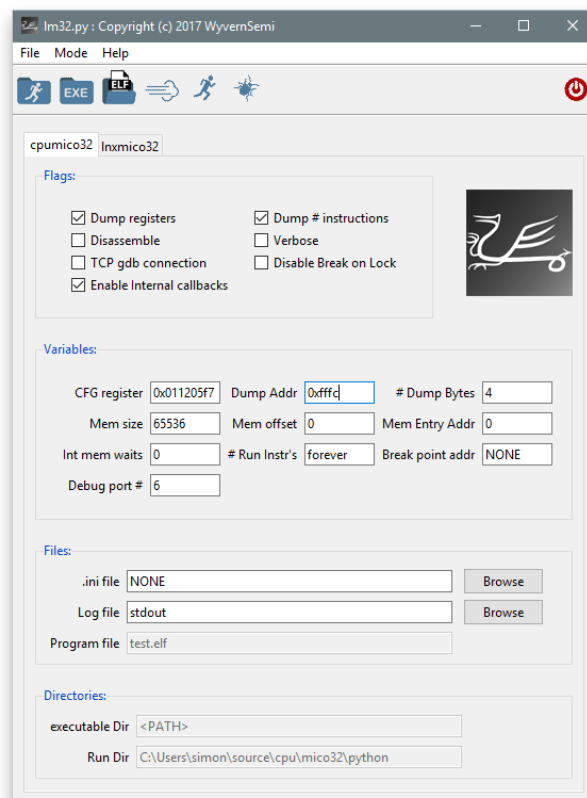 lm32.py : Copyright (c) 2017 WyvernSemi
File Mode Help
EXE ELF
cpumico32 lnxmico32
Flags:
Dump registers Dump # instructions
Disassemble Verbose
TCP gdb connection Disable Break on Lock
Enable Internal callbacks
Variables:
CFG register 0x011205f7 Dump Addr 0xfffc # Dump Bytes 4
Mem size 65536 Mem offset 0 Mem Entry Addr 0
Int mem waits 0 # Run Instr's forever Break point addr NONE
Debug port # 6
Files:
.ini file NONE Browse
Log file stdout Browse
Program file test.elf
Directories:
executable Dir <PATH>
Run Dir C:\Users\simon\source\cpu\mico32\python